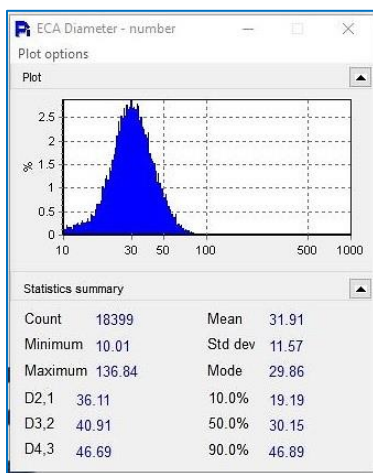 Pi ECA Diameter - number
Plot options
Plot
2.5
2
1.5
%
1
0.5
0
10 30 50 100 500 1000
Statistics summary
Count 18399 Mean 31.91
Minimum 10.01 Std dev 11.57
Maximum 136.84 Mode 29.86
D2,1 36.11 10.0% 19.19
D3,2 40.91 50.0% 30.15
D4,3 46.69 90.0% 46.89